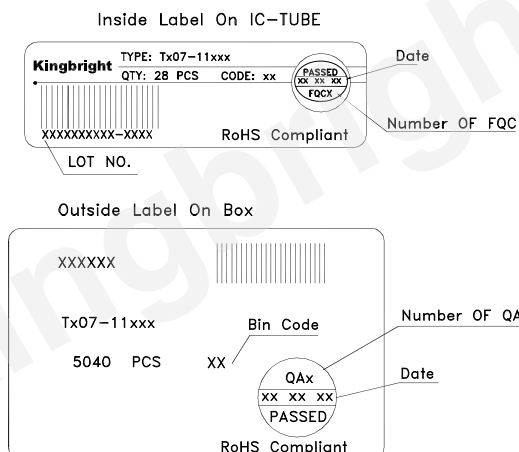 Inside Label On IC-TUBE
Kingbright
TYPE: Tx07-11xxx
QTY: 28 PCS CODE: xx
PASSED
xx xx xx
FQCX
Date
Number OF FQC
XXXXXXXXXX-XXXX
RoHS Compliant
LOT NO.
Outside Label On Box
XXXXXX
Tx07-11xxx
Bin Code
Number OF QA
5040 PCS
XX
QAx
XX XX XX
PASSED
Date
RoHS Compliant